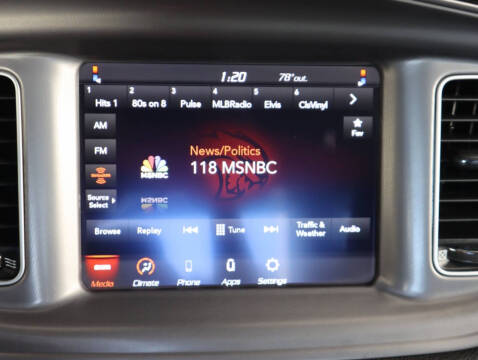 1:20 78°out
1 2 3 4 5 6
Hits 1 80s on 8 Pulse MLBRadio Elvis ClsVinyl
AM
Fav
FM
News/Politics
118 MSNBC
MSNBC
Source
Select
Browse Replay Tune Traffic &
Weather Audio
Media Climate Phone Apps Settings